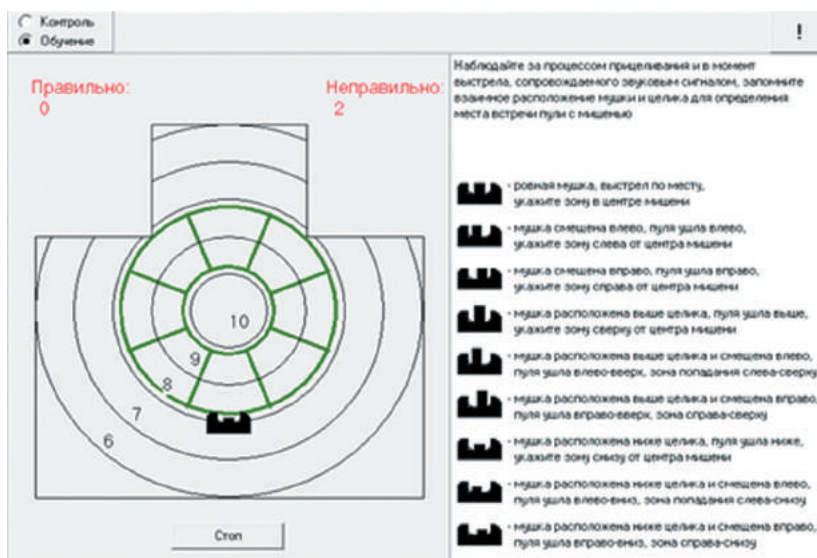 Контроль
Обучение
!
Правильно:
0
Неправильно:
2
10
9
8
7
6
Стоп
Наблюдайте за процессом прицеливания и в момент
выстрела, сопровождаемого звуковым сигналом, запомните
взаимное расположение мушки и целика для определения
места встречи пули с мишенью
- ровная мушка, выстрел по месту,
укажите зону в центре мишени
- мушка смещена влево, пуля ушла влево,
укажите зону слева от центра мишени
- мушка смещена вправо, пуля ушла вправо,
укажите зону справа от центра мишени
- мушка расположена выше целика, пуля ушла выше,
укажите зону сверху от центра мишени
- мушка расположена выше целика и смещена влево,
пуля ушла влево-вверх, зона попадания слева-сверху
- мушка расположена выше целика и смещена вправо,
пуля ушла вправо-вверх, зона справа-сверху
- мушка расположена ниже целика, пуля ушла ниже,
укажите зону снизу от центра мишени
- мушка расположена ниже целика и смещена влево,
пуля ушла влево-вниз, зона попадания слева-снизу
- мушка расположена ниже целика и смещена вправо,
пуля ушла вправо-вниз, зона справа-снизу